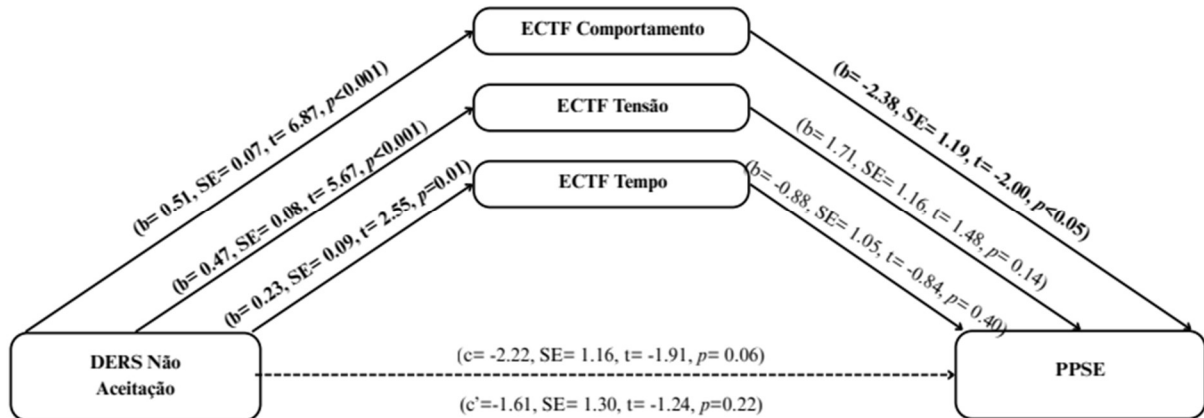 ECTF Comportamento
(b= 0.51, SE= 0.07, t= 6.87, p<0.001)
(b= -2.38, SE= 1.19, t= -2.00, p<0.05)
ECTF Tensão
(b= 0.47, SE= 0.08, t= 5.67, p<0.001)
(b= 1.71, SE= 1.16, t= 1.48, p= 0.14)
ECTF Tempo
(b= 0.23, SE= 0.09, t= 2.55, p=0.01)
(b= -0.88, SE= 1.05, t= -0.84, p= 0.40)
DERS Não
Aceitação
(c= -2.22, SE= 1.16, t= -1.91, p= 0.06)
(c’=-1.61, SE= 1.30, t= -1.24, p=0.22)
PPSE